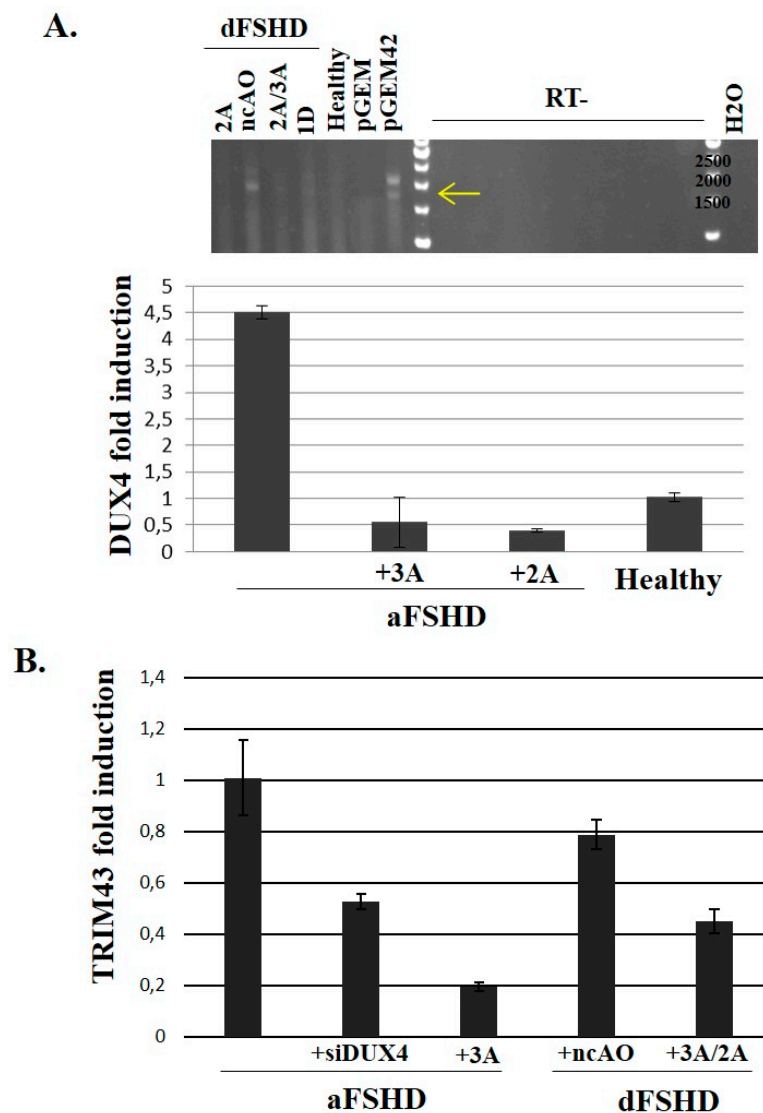 A.
dFSHD
2A
ncAO
2A/3A
1D
Healthy
pGEM
pGEM42
RT-
H2O
2500
2000
1500
DUX4 fold induction
5
4,5
4
3,5
3
2,5
2
1,5
1
0,5
0
+3A
+2A
Healthy
aFSHD
B.
TRIM43 fold induction
1,4
1,2
1
0,8
0,6
0,4
0,2
0
+siDUX4
+3A
+ncAO
+3A/2A
aFSHD
dFSHD